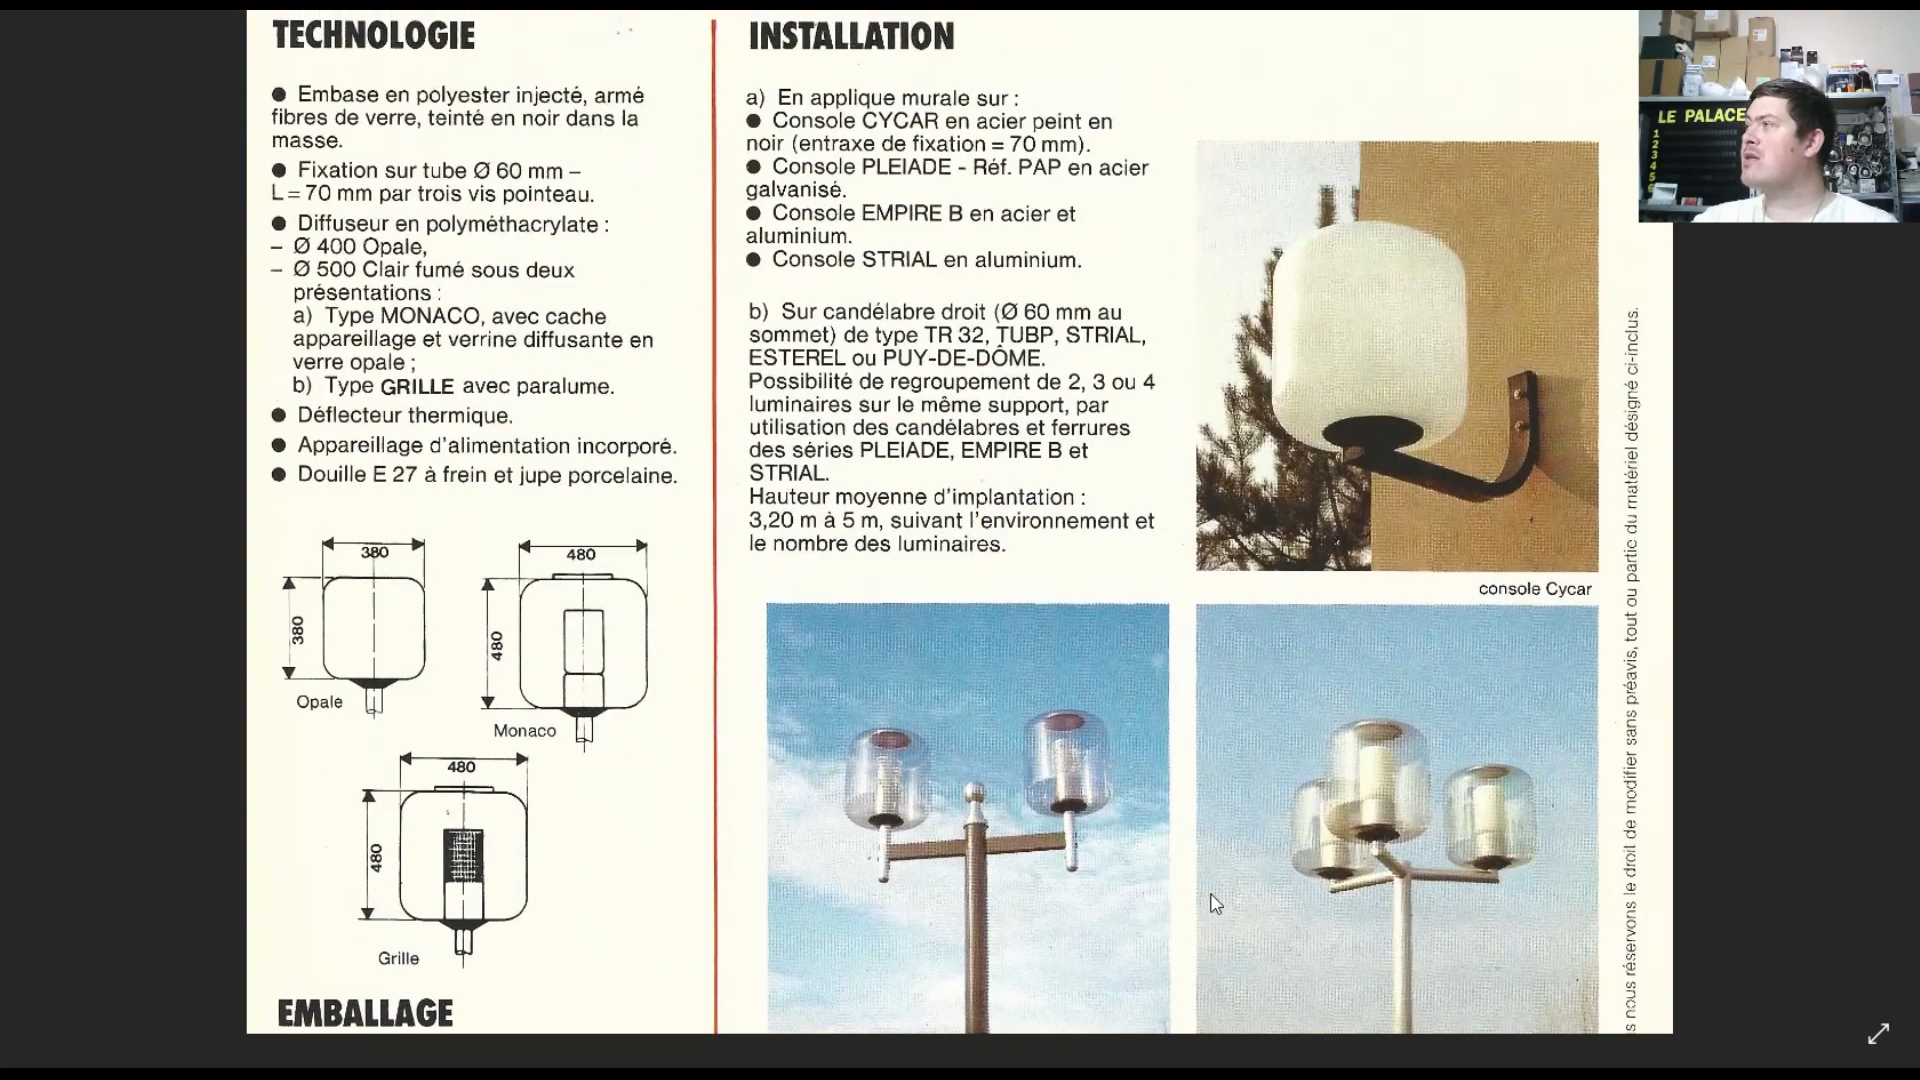 TECHNOLOGIE
● Embase en polyester injecté, armé
fibres de verre, teinté en noir dans la
masse.
● Fixation sur tube Ø 60 mm –
L = 70 mm par trois vis pointeau.
● Diffuseur en polyméthacrylate :
– Ø 400 Opale,
– Ø 500 Clair fumé sous deux
présentations :
a) Type MONACO, avec cache
appareillage et verrine diffusante en
verre opale ;
b) Type GRILLE avec paralume.
● Déflecteur thermique.
● Appareillage d'alimentation incorporé.
● Douille E 27 à frein et jupe porcelaine.
380
380
Opale
480
480
Monaco
480
480
Grille
EMBALLAGE
INSTALLATION
a) En applique murale sur :
● Console CYCAR en acier peint en
noir (entraxe de fixation = 70 mm).
● Console PLEIADE - Réf. PAP en acier
galvanisé.
● Console EMPIRE B en acier et
aluminium.
● Console STRIAL en aluminium.
b) Sur candélabre droit (Ø 60 mm au
sommet) de type TR 32, TUBP, STRIAL,
ESTEREL ou PUY-DE-DÔME.
Possibilité de regroupement de 2, 3 ou 4
luminaires sur le même support, par
utilisation des candélabres et ferrures
des séries PLEIADE, EMPIRE B et
STRIAL.
Hauteur moyenne d'implantation :
3,20 m à 5 m, suivant l'environnement et
le nombre des luminaires.
console Cycar
s nous réservons le droit de modifier sans préavis, tout ou partie du matériel désigné ci-inclus.
LE PALACE
1
2
3
4
5
6